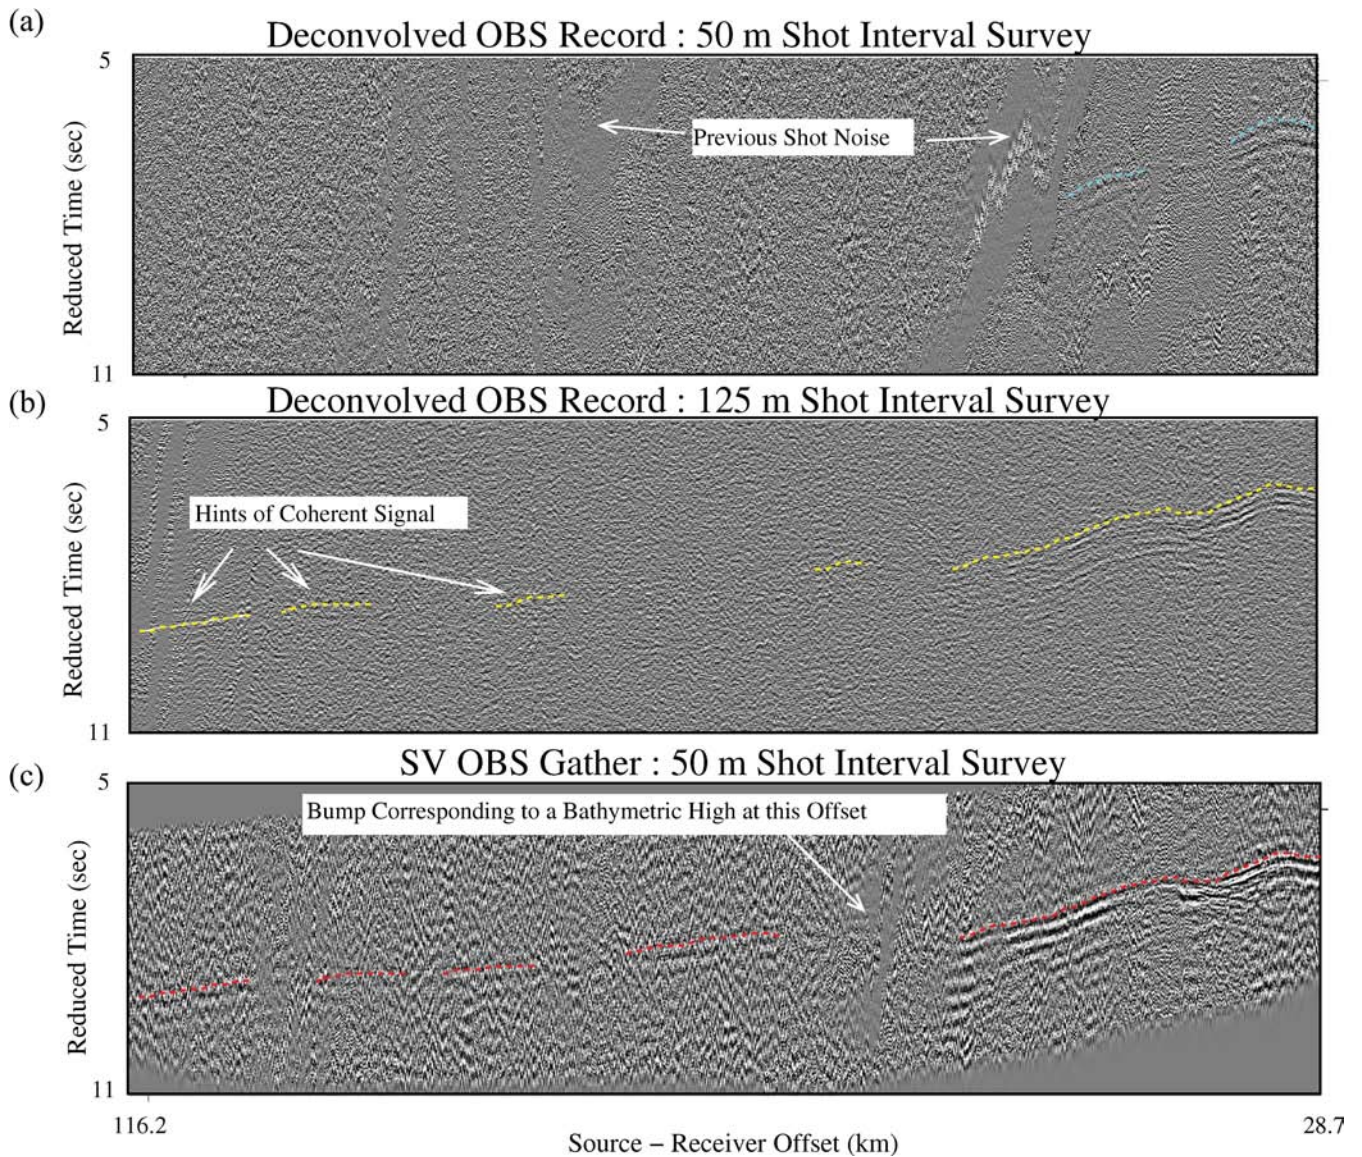 (a)
Deconvolved OBS Record : 50 m Shot Interval Survey
5
Reduced Time (sec)
Previous Shot Noise
11
(b)
Deconvolved OBS Record : 125 m Shot Interval Survey
5
Reduced Time (sec)
Hints of Coherent Signal
11
(c)
SV OBS Gather : 50 m Shot Interval Survey
5
Reduced Time (sec)
Bump Corresponding to a Bathymetric High at this Offset
11
116.2
28.7
Source – Receiver Offset (km)